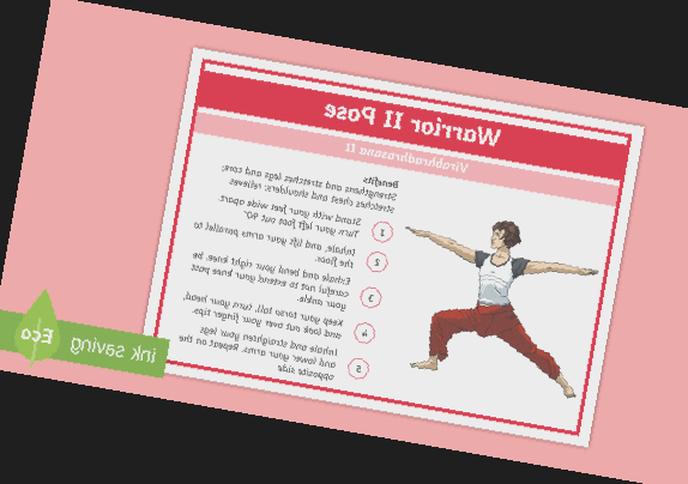 Warrior II Pose
Virabhradrasana II
Benefits
Strengthens and stretches legs and core;
stretches chest and shoulders; relieves
1
Stand with your feet wide apart.
Turn your left foot out 90°
2
Inhale, and lift your arms parallel to
the floor.
3
Exhale and bend your right knee, be
careful not to extend your knee past
your ankle.
4
Keep your torso tall, turn your head,
and look out over your finger tips.
5
Inhale and straighten your legs
and lower your arms. Repeat on the
opposite side
ink saving
Eco